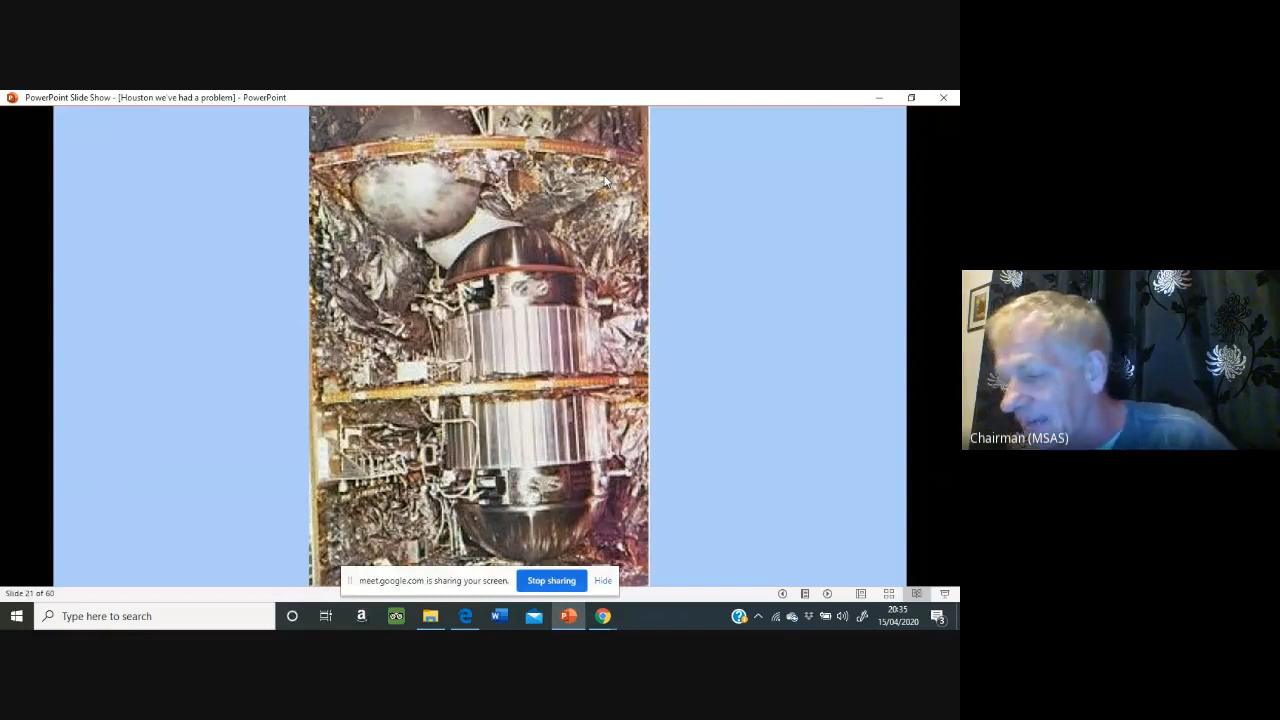 PowerPoint Slide Show - [Houston we've had a problem] - PowerPoint
Chairman (MSAS)
meet.google.com is sharing your screen.
Stop sharing
Hide
Slide 21 of 60
Type here to search
20:35
15/04/2020
3